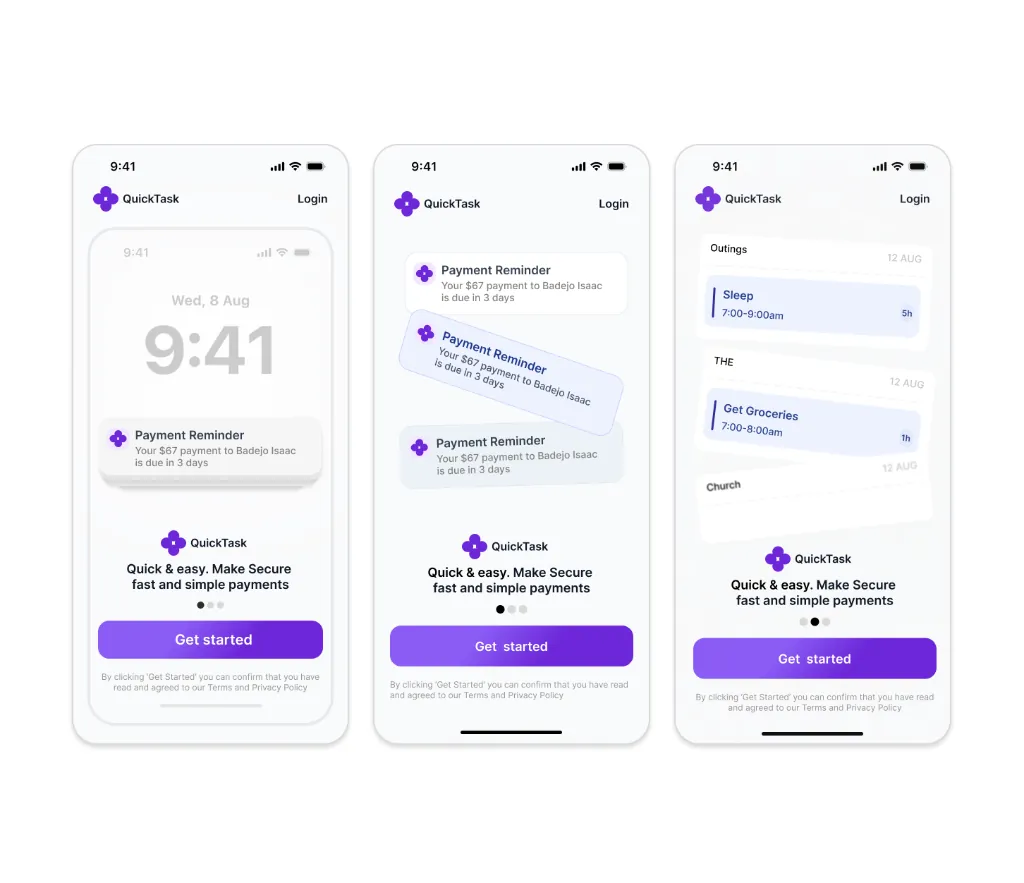 9:41
QuickTask
Login
9:41
Wed, 8 Aug
9:41
Payment Reminder
Your $67 payment to Badejo Isaac
is due in 3 days
QuickTask
Quick & easy. Make Secure
fast and simple payments
Get started
By clicking 'Get Started' you can confirm that you have
read and agreed to our Terms and Privacy Policy
9:41
QuickTask
Login
Payment Reminder
Your $67 payment to Badejo Isaac
is due in 3 days
Payment Reminder
Your $67 payment to Badejo Isaac
is due in 3 days
Payment Reminder
Your $67 payment to Badejo Isaac
is due in 3 days
QuickTask
Quick & easy. Make Secure
fast and simple payments
Get started
By clicking 'Get Started' you can confirm that you have read
and agreed to our Terms and Privacy Policy
9:41
QuickTask
Login
Outings
12 AUG
Sleep
7:00-9:00am
5h
THE
12 AUG
Get Groceries
7:00-8:00am
1h
12 AUG
Church
QuickTask
Quick & easy. Make Secure
fast and simple payments
Get started
By clicking 'Get Started' you can confirm that you have read
and agreed to our Terms and Privacy Policy